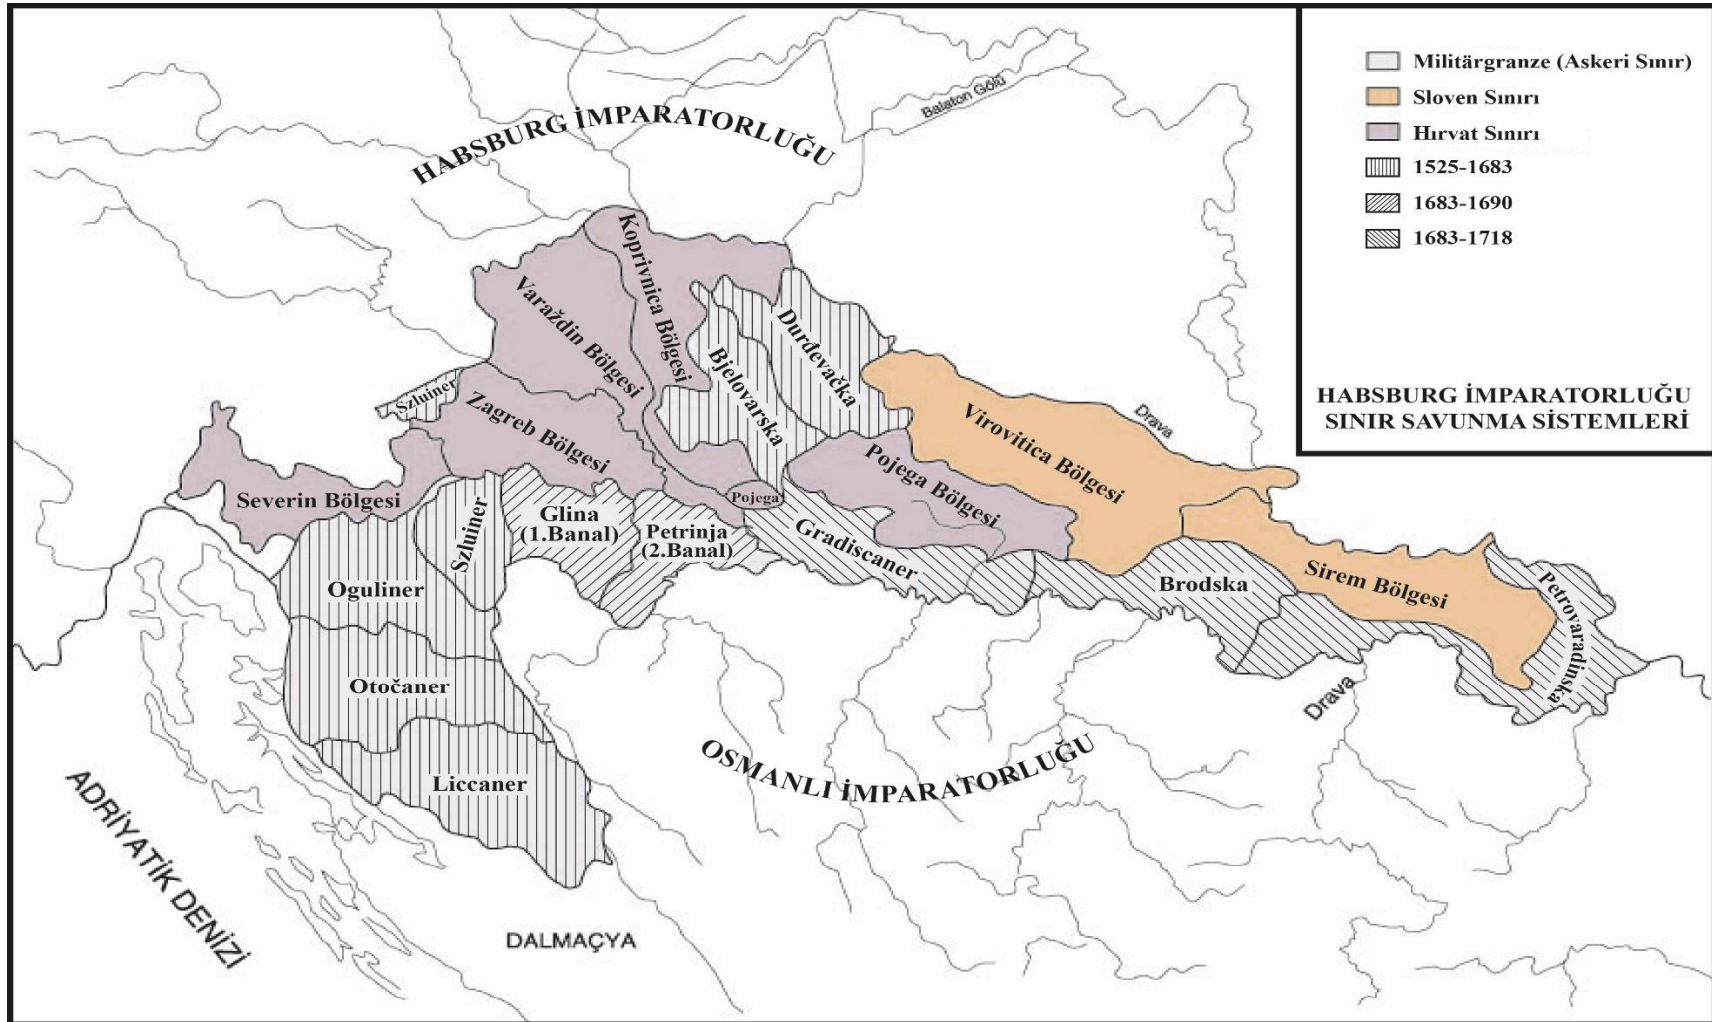 HABSBURG İMPARATORLUĞU
Balaton Gölü
Militärgranze (Askeri Sınır)
Sloven Sınırı
Hırvat Sınırı
1525-1683
1683-1690
1683-1718
HABSBURG İMPARATORLUĞU
SINIR SAVUNMA SİSTEMLERİ
Koprivnica Bölgesi
Varaždin Bölgesi
Durđevačka
Bjelovarska
Szluiner
Zagreb Bölgesi
Virovitica Bölgesi
Drava
Severin Bölgesi
Pojega Bölgesi
Pojega
Szluiner
Glina
(1.Banal)
Petrinja
(2.Banal)
Gradiscaner
Oguliner
Brodska
Sirem Bölgesi
Petrovaradinska
Otočaner
Drava
Liccaner
OSMANLI İMPARATORLUĞU
ADRİYATİK DENİZİ
DALMAÇYA